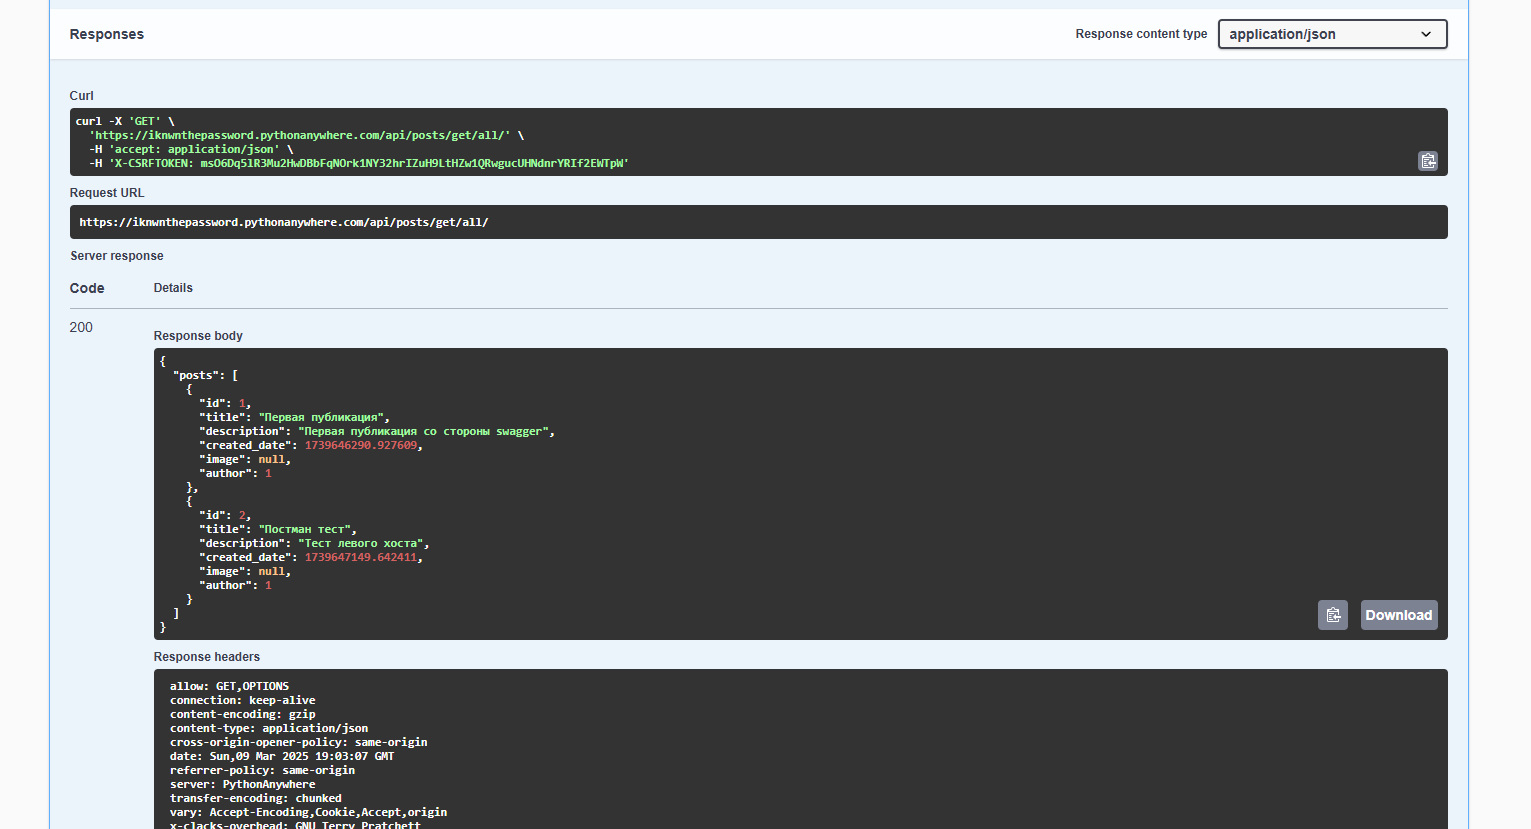 Responses
Response content type
application/json
Curl
curl -X 'GET' \
'https://iknwnthepassword.pythonanywhere.com/api/posts/get/all/' \
-H 'accept: application/json' \
-H 'X-CSRFTOKEN: msO6Dq5lR3Mu2HwDBbFqNOrk1NY32hrIZuH9LtHZw1QRwgucUHNdnrYRIf2EWTpW'
Request URL
https://iknwnthepassword.pythonanywhere.com/api/posts/get/all/
Server response
Code
Details
200
Response body
{
"posts": [
{
"id": 1,
"title": "Первая публикация",
"description": "Первая публикация со стороны swagger",
"created_date": 1739646290.927609,
"image": null,
"author": 1
},
{
"id": 2,
"title": "Постман тест",
"description": "Тест левого хоста",
"created_date": 1739647149.642411,
"image": null,
"author": 1
}
]
}
Download
Response headers
allow: GET,OPTIONS
connection: keep-alive
content-encoding: gzip
content-type: application/json
cross-origin-opener-policy: same-origin
date: Sun,09 Mar 2025 19:03:07 GMT
referrer-policy: same-origin
server: PythonAnywhere
transfer-encoding: chunked
vary: Accept-Encoding,Cookie,Accept,origin
x-clacks-overhead: GNU Terry Pratchett